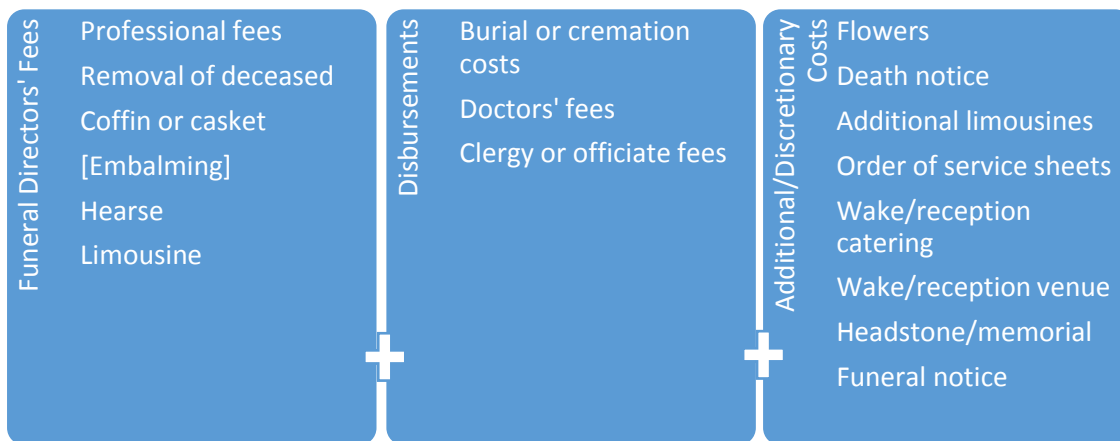 Funeral Directors' Fees
Professional fees
Removal of deceased
Coffin or casket
[Embalming]
Hearse
Limousine
Disbursements
Burial or cremation
costs
Doctors' fees
Clergy or officiate fees
Additional/Discretionary
Costs
Flowers
Death notice
Additional limousines
Order of service sheets
Wake/reception
catering
Wake/reception venue
Headstone/memorial
Funeral notice